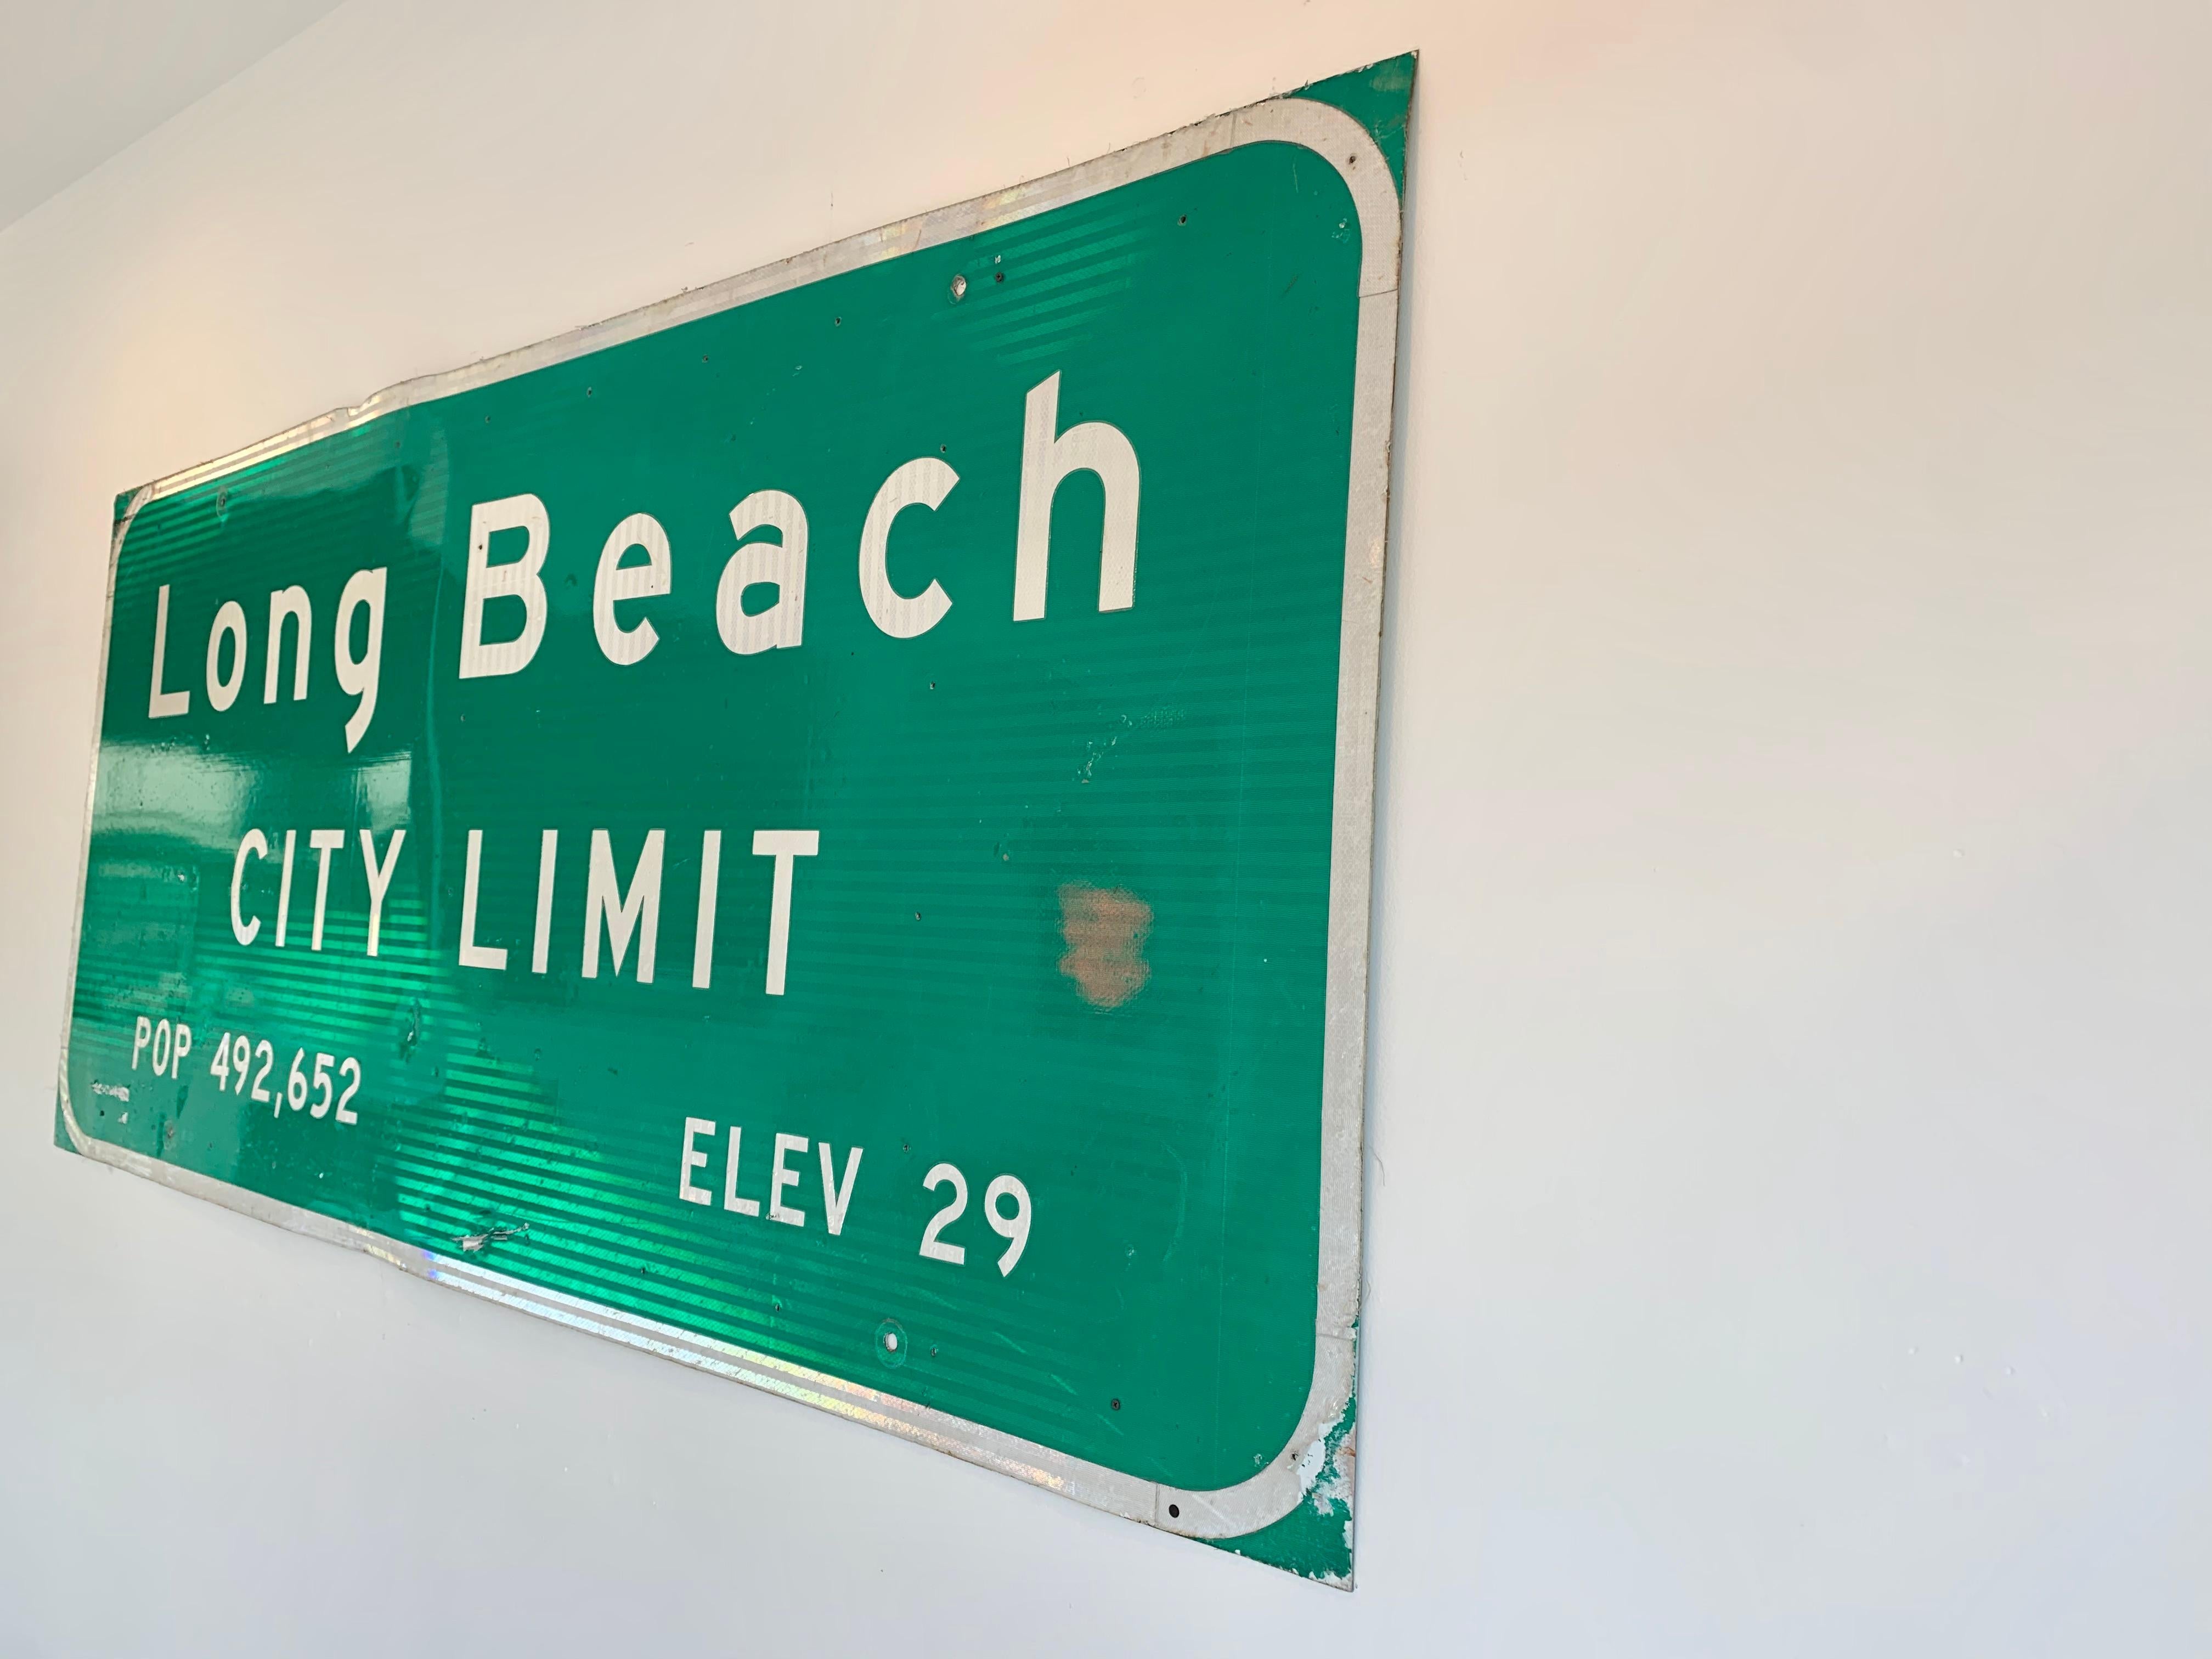 Long Beach
CITY LIMIT
POP 492,652
ELEV 29